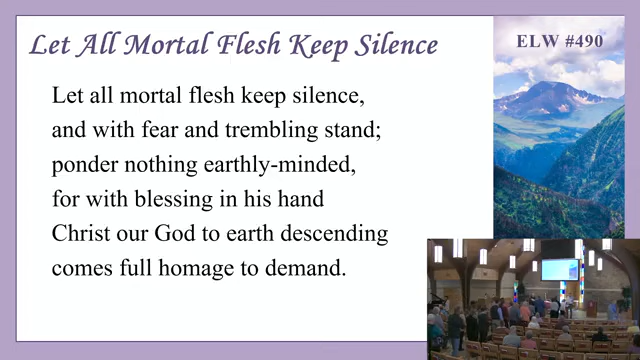 Let All Mortal Flesh Keep Silence
ELW #490
Let all mortal flesh keep silence,
and with fear and trembling stand;
ponder nothing earthly-minded,
for with blessing in his hand
Christ our God to earth descending
comes full homage to demand.